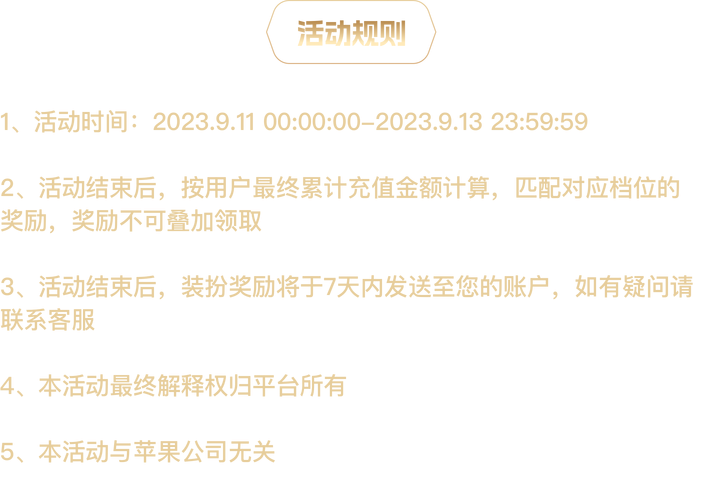 活动规则
1、活动时间：2023.9.11 00:00:00-2023.9.13 23:59:59
2、活动结束后，按用户最终累计充值金额计算，匹配对应档位的
奖励，奖励不可叠加领取
3、活动结束后，装扮奖励将于7天内发送至您的账户，如有疑问请
联系客服
4、本活动最终解释权归平台所有
5、本活动与苹果公司无关